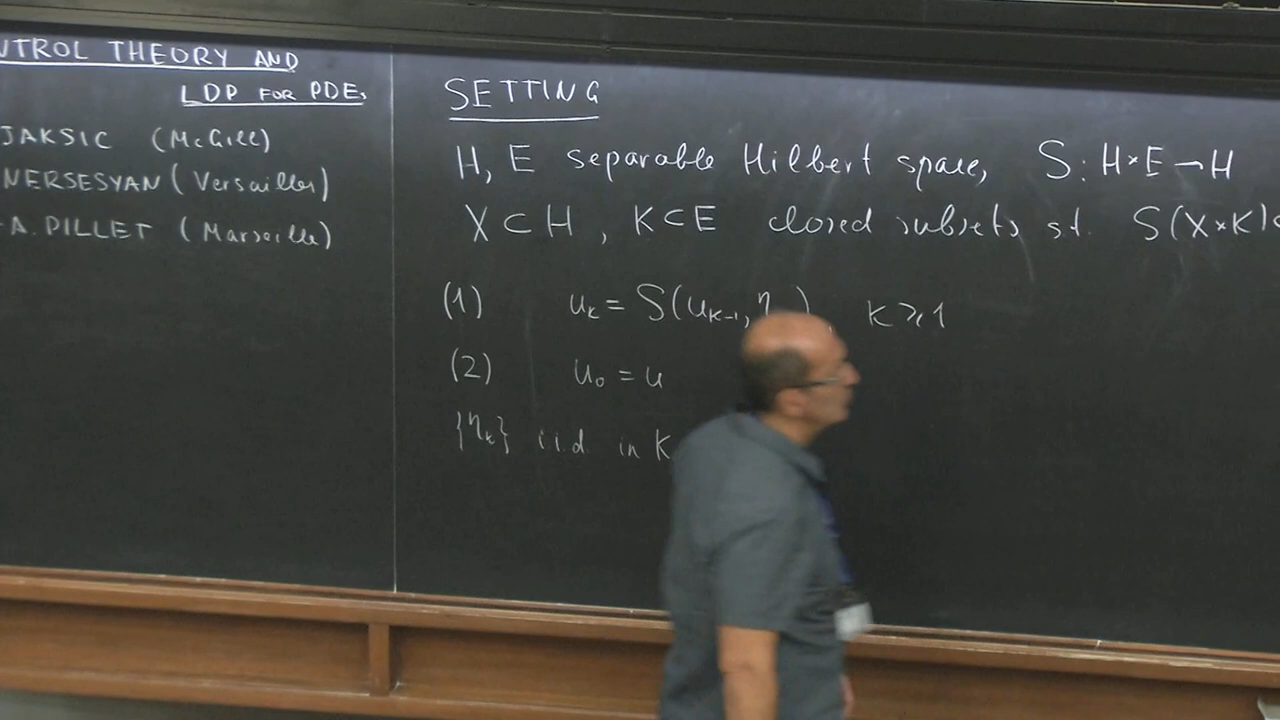 NTROL THEORY AND
LDP FOR PDEs
JAKSIC (McGill)
NERSESYAN (Versailles)
-A. PILLET (Marseille)
SETTING
H, E separable Hilbert space, S: H×E → H
X ⊂ H, K ⊂ E closed subsets st. S(X×K)
(1) u_k = S(u_{k-1}, η ), k ≥ 1
(2) u_0 = u
{η_k} i.i.d. in K